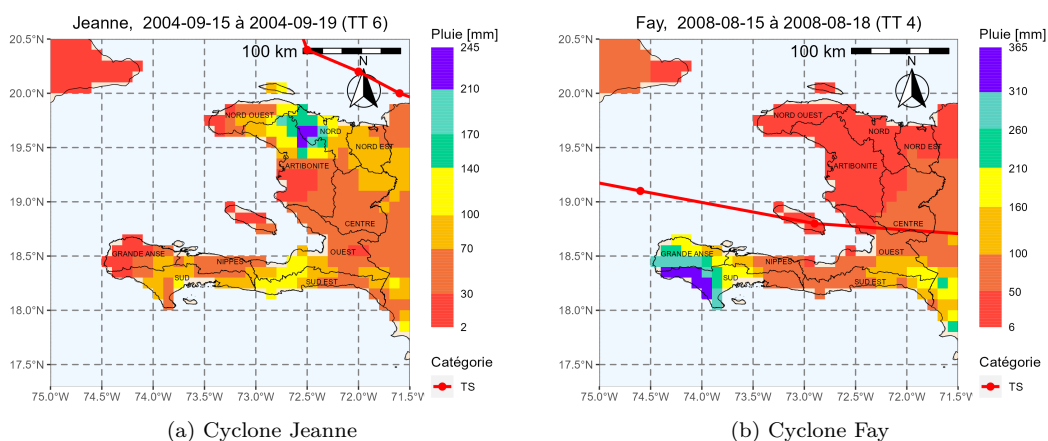 Jeanne, 2004-09-15 à 2004-09-19 (TT 6)
20.5°N
20.0°N
19.5°N
19.0°N
18.5°N
18.0°N
17.5°N
100 km
N
NORD OUEST
NORD
NORD EST
ARTIBONITE
CENTRE
OUEST
GRANDE ANSE
NIPPES
SUD
SUD EST
75.0°W 74.5°W 74.0°W 73.5°W 73.0°W 72.5°W 72.0°W 71.5°W
Pluie [mm]
245
210
170
140
100
70
30
2
Catégorie
TS
(a) Cyclone Jeanne
Fay, 2008-08-15 à 2008-08-18 (TT 4)
20.5°N
20.0°N
19.5°N
19.0°N
18.5°N
18.0°N
17.5°N
100 km
N
NORD OUEST
NORD
NORD EST
ARTIBONITE
CENTRE
OUEST
GRANDE ANSE
NIPPES
SUD
SUD EST
75.0°W 74.5°W 74.0°W 73.5°W 73.0°W 72.5°W 72.0°W 71.5°W
Pluie [mm]
365
310
260
210
160
100
50
6
Catégorie
TS
(b) Cyclone Fay